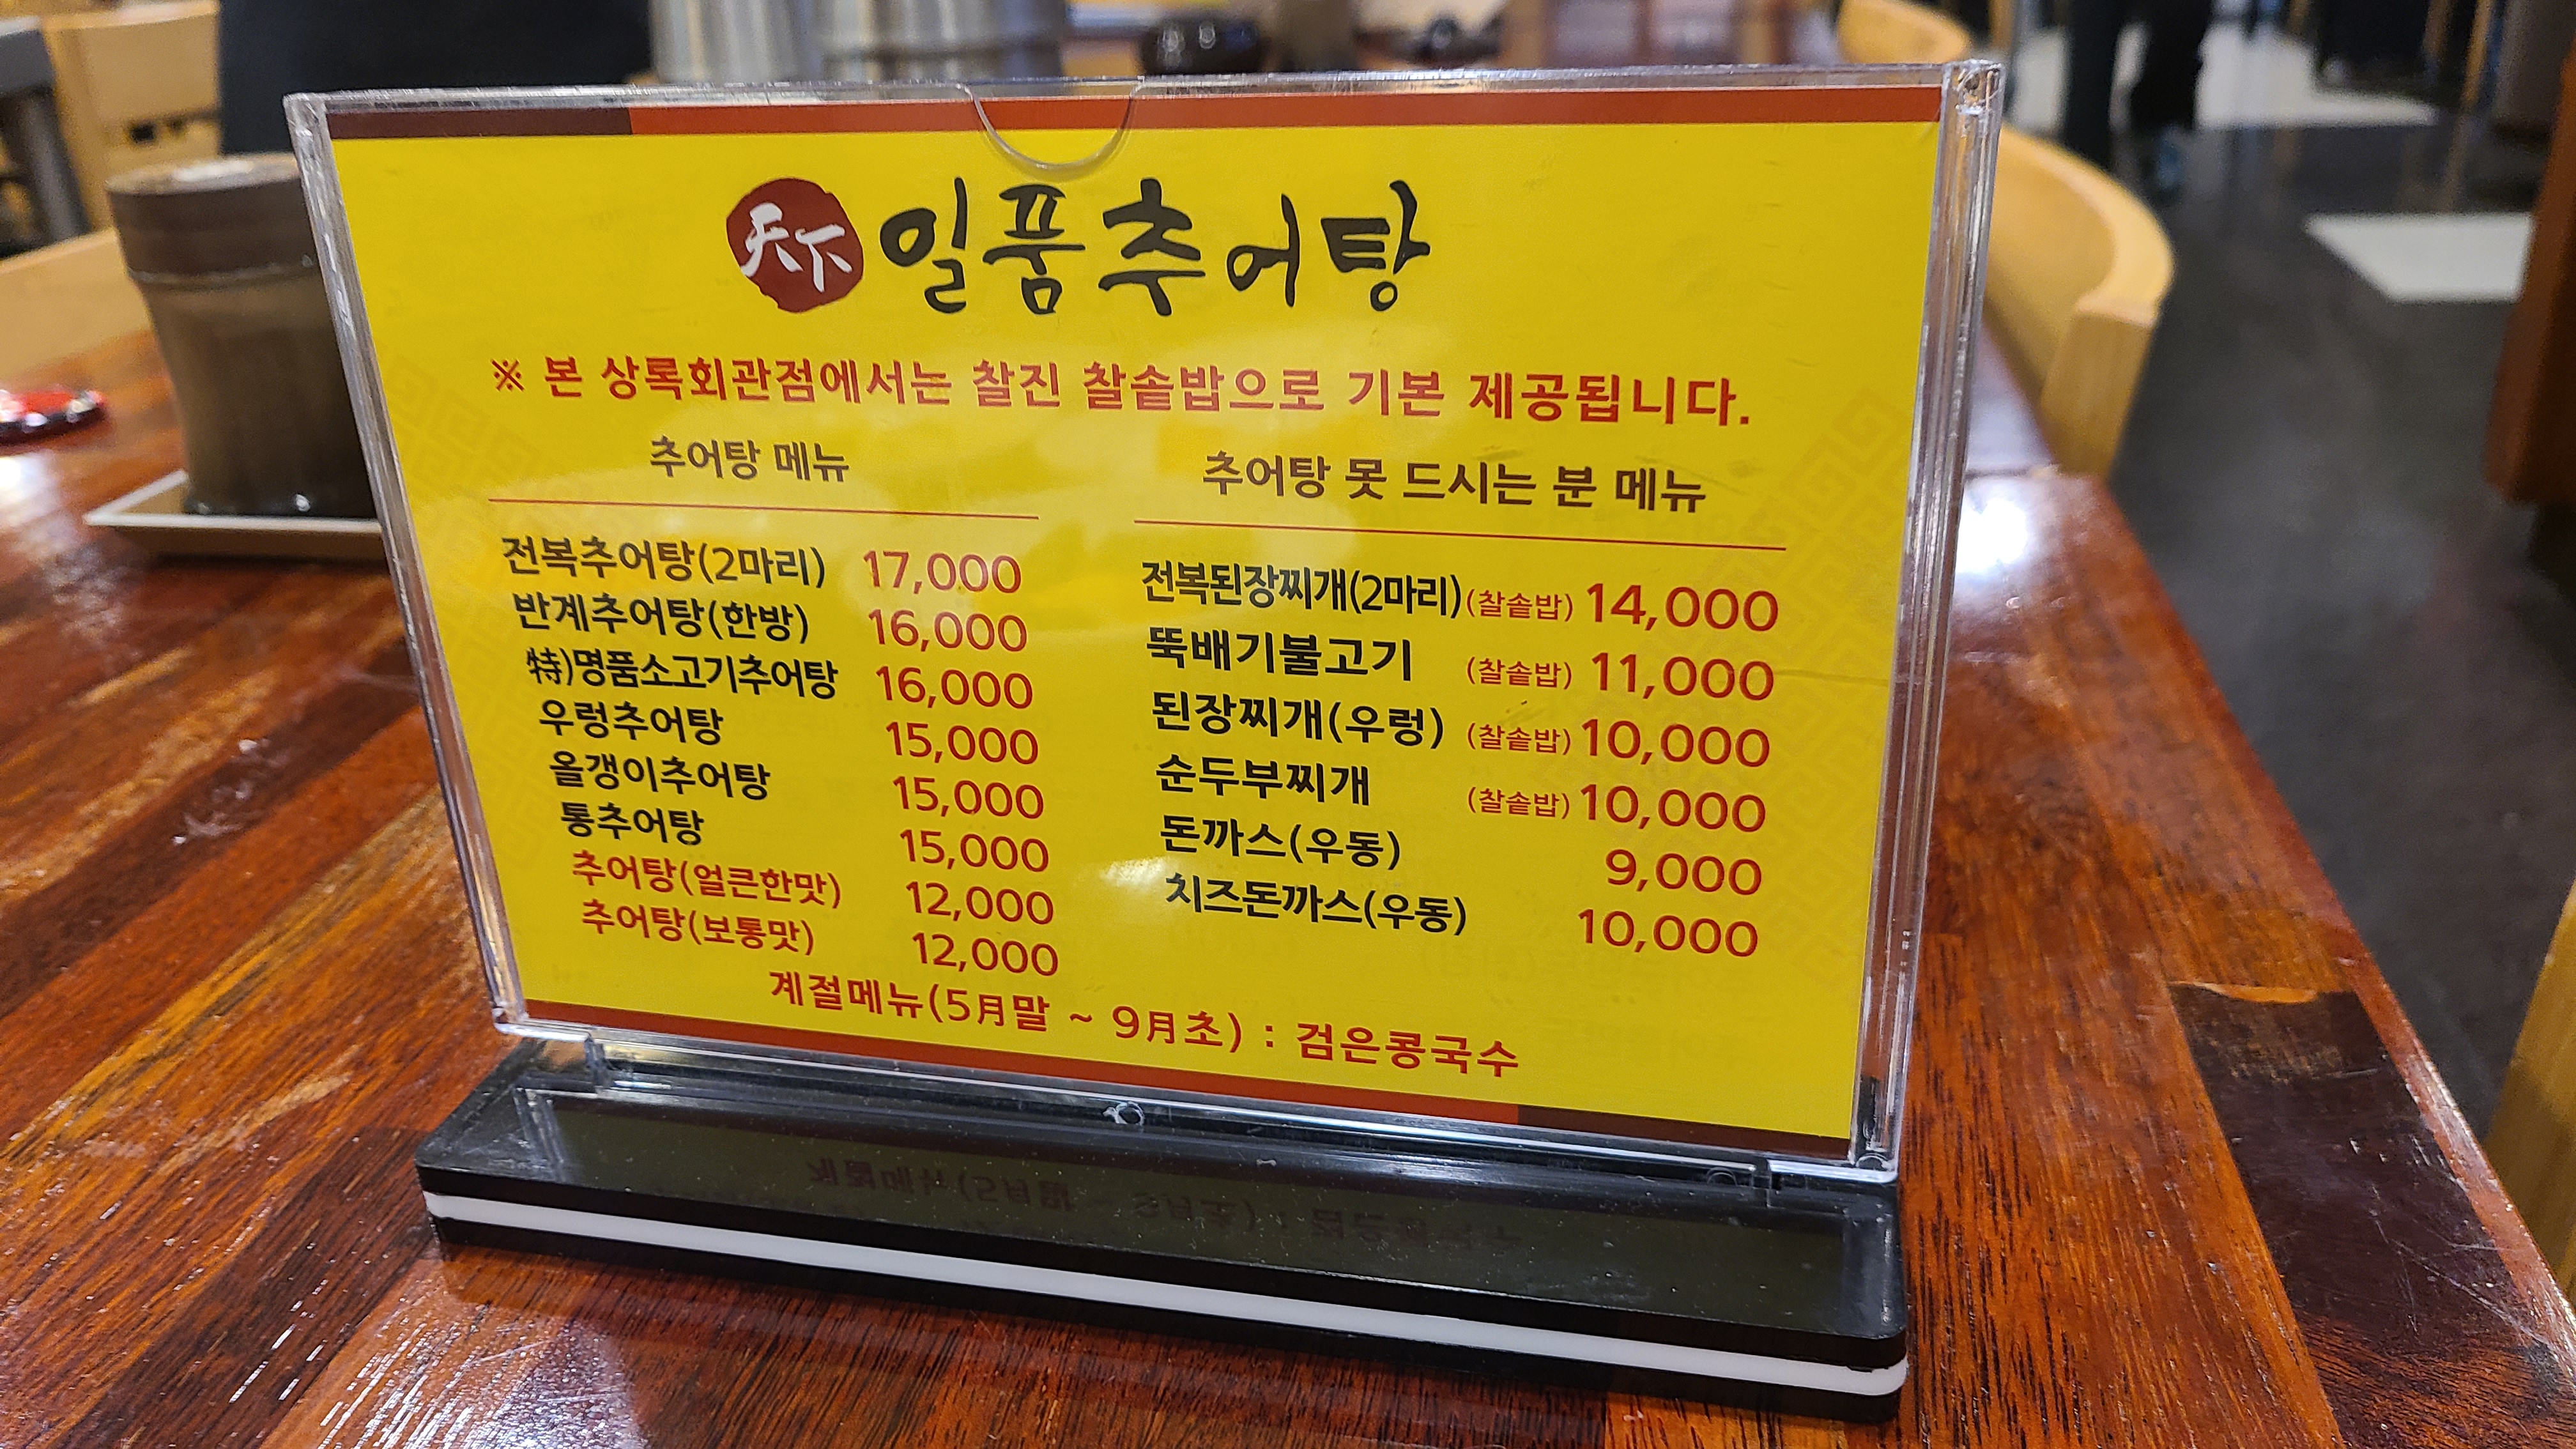 天下 일품추어탕
※ 본 상록회관점에서는 찰진 찰솥밥으로 기본 제공됩니다.
추어탕 메뉴
전복추어탕(2마리) 17,000
반계추어탕(한방) 16,000
特)명품소고기추어탕 16,000
우렁추어탕 15,000
올갱이추어탕 15,000
통추어탕 15,000
추어탕(얼큰한맛) 12,000
추어탕(보통맛) 12,000
추어탕 못 드시는 분 메뉴
전복된장찌개(2마리)(찰솥밥) 14,000
뚝배기불고기 (찰솥밥) 11,000
된장찌개(우렁) (찰솥밥) 10,000
순두부찌개 (찰솥밥) 10,000
돈까스(우동) 9,000
치즈돈까스(우동) 10,000
계절메뉴(5月말 ~ 9月초) : 검은콩국수